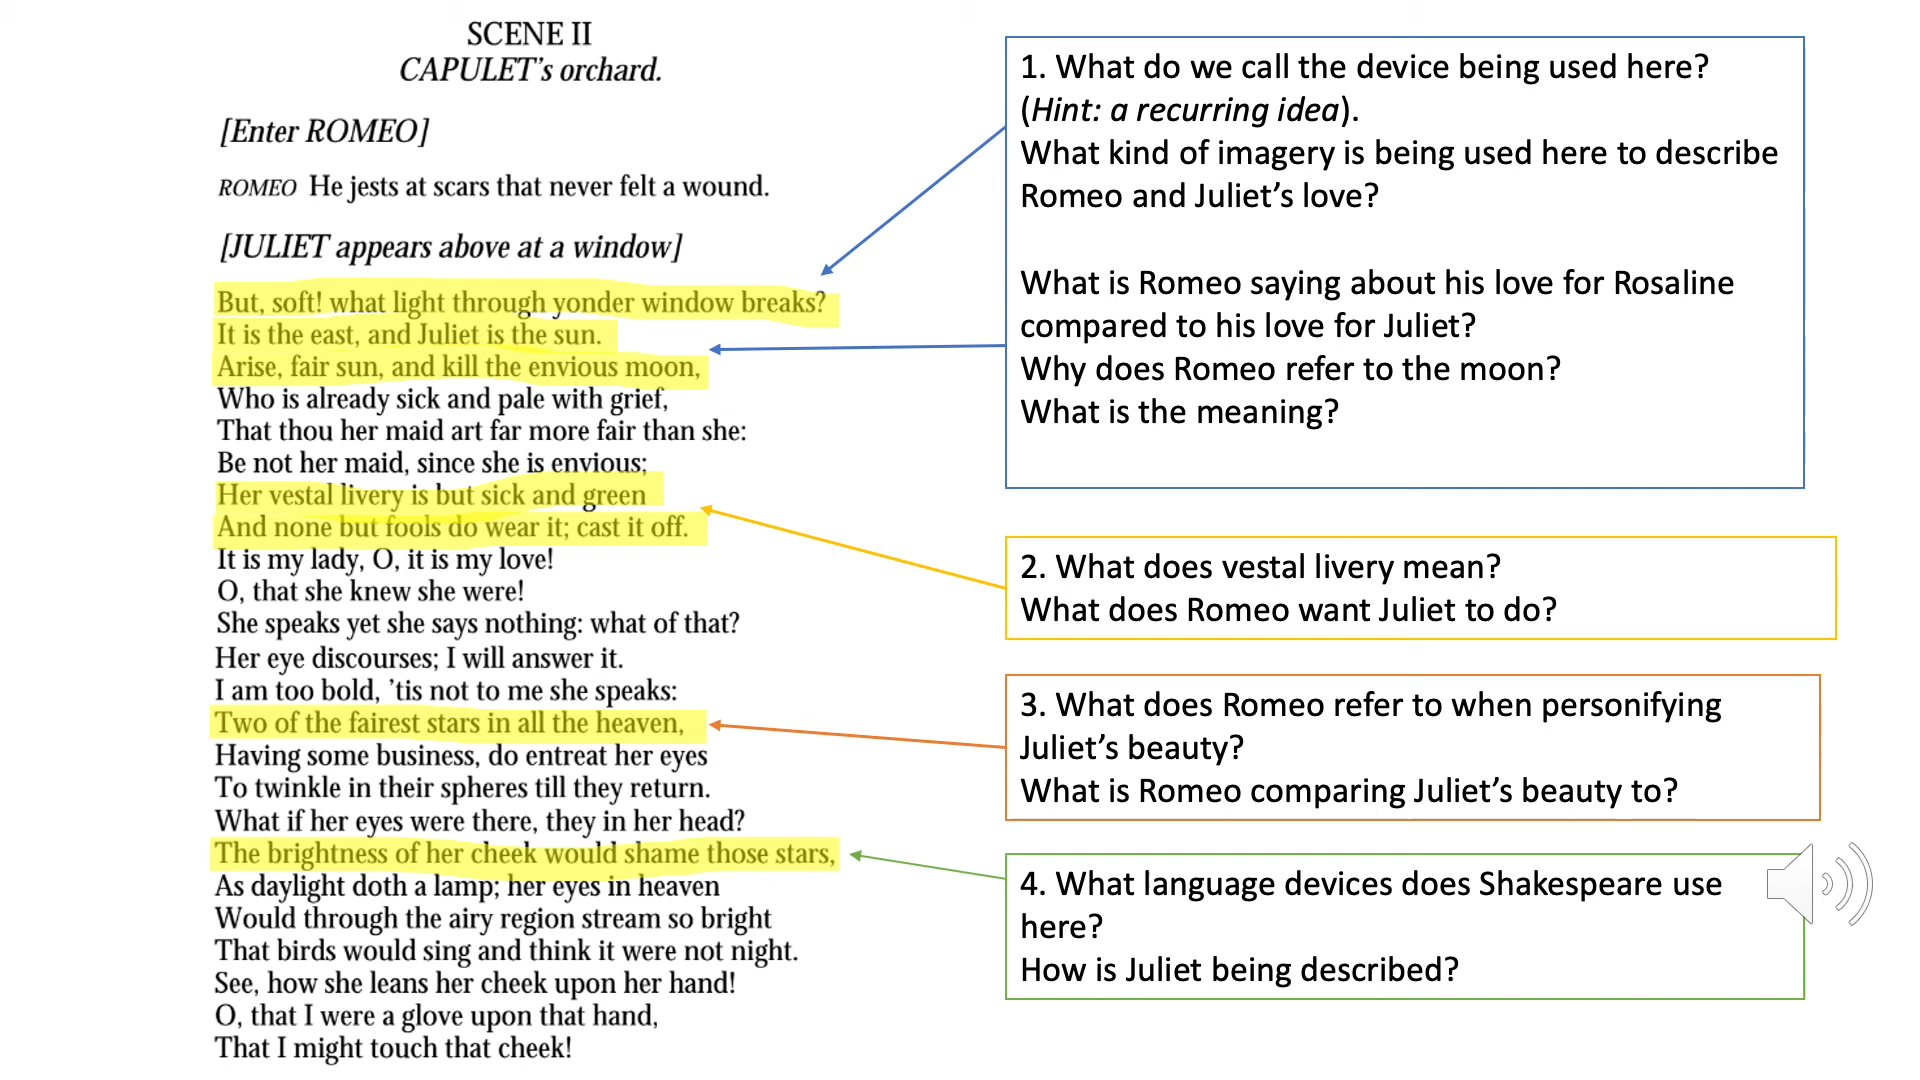 SCENE II
CAPULET’s orchard.
[Enter ROMEO]
ROMEO He jests at scars that never felt a wound.
[JULIET appears above at a window]
But, soft! what light through yonder window breaks?
It is the east, and Juliet is the sun.
Arise, fair sun, and kill the envious moon,
Who is already sick and pale with grief,
That thou her maid art far more fair than she:
Be not her maid, since she is envious;
Her vestal livery is but sick and green
And none but fools do wear it; cast it off.
It is my lady, O, it is my love!
O, that she knew she were!
She speaks yet she says nothing: what of that?
Her eye discourses; I will answer it.
I am too bold, ’tis not to me she speaks:
Two of the fairest stars in all the heaven,
Having some business, do entreat her eyes
To twinkle in their spheres till they return.
What if her eyes were there, they in her head?
The brightness of her cheek would shame those stars,
As daylight doth a lamp; her eyes in heaven
Would through the airy region stream so bright
That birds would sing and think it were not night.
See, how she leans her cheek upon her hand!
O, that I were a glove upon that hand,
That I might touch that cheek!
1. What do we call the device being used here?
(Hint: a recurring idea).
What kind of imagery is being used here to describe
Romeo and Juliet’s love?
What is Romeo saying about his love for Rosaline
compared to his love for Juliet?
Why does Romeo refer to the moon?
What is the meaning?
2. What does vestal livery mean?
What does Romeo want Juliet to do?
3. What does Romeo refer to when personifying
Juliet’s beauty?
What is Romeo comparing Juliet’s beauty to?
4. What language devices does Shakespeare use
here?
How is Juliet being described?